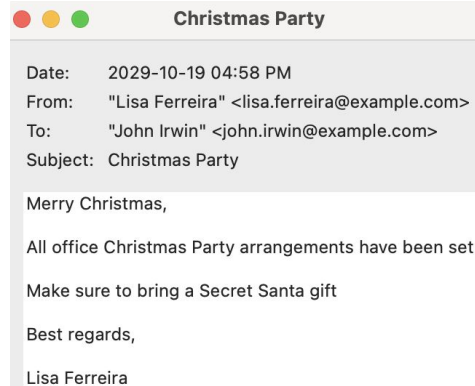 Christmas Party
Date: 2029-10-19 04:58 PM
From: "Lisa Ferreira" <lisa.ferreira@example.com>
To: "John Irwin" <john.irwin@example.com>
Subject: Christmas Party
Merry Christmas,
All office Christmas Party arrangements have been set
Make sure to bring a Secret Santa gift
Best regards,
Lisa Ferreira